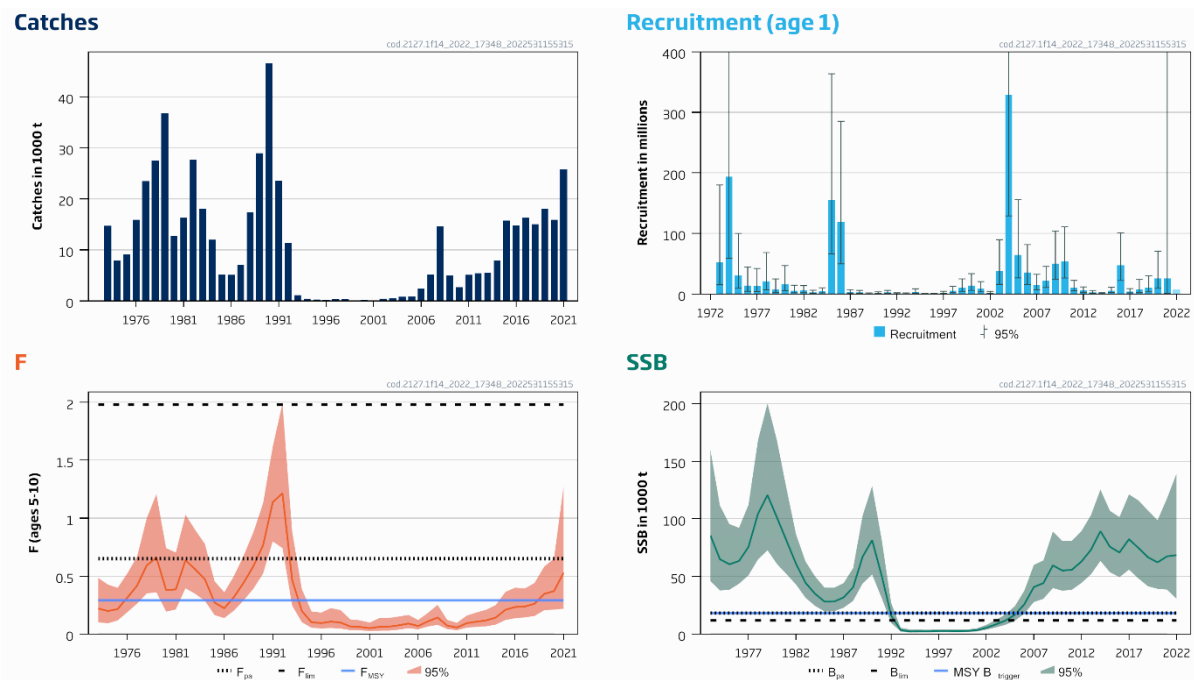 Catches
cod.2127.1f14_2022_17348_2022531155315
Catches in 1000 t
40
30
20
10
0
1976 1981 1986 1991 1996 2001 2006 2011 2016 2021
Recruitment (age 1)
cod.2127.1f14_2022_17348_2022531155315
Recruitment in millions
400
300
200
100
0
1972 1977 1982 1987 1992 1997 2002 2007 2012 2017 2022
Recruitment 95%
F
cod.2127.1f14_2022_17348_2022531155315
F (ages 5-10)
2
1.5
1
0.5
0
1976 1981 1986 1991 1996 2001 2006 2011 2016 2021
Fpa Flim FMSY 95%
SSB
cod.2127.1f14_2022_17348_2022531155315
SSB in 1000 t
200
150
100
50
0
1977 1982 1987 1992 1997 2002 2007 2012 2017 2022
Bpa Blim MSY B trigger 95%